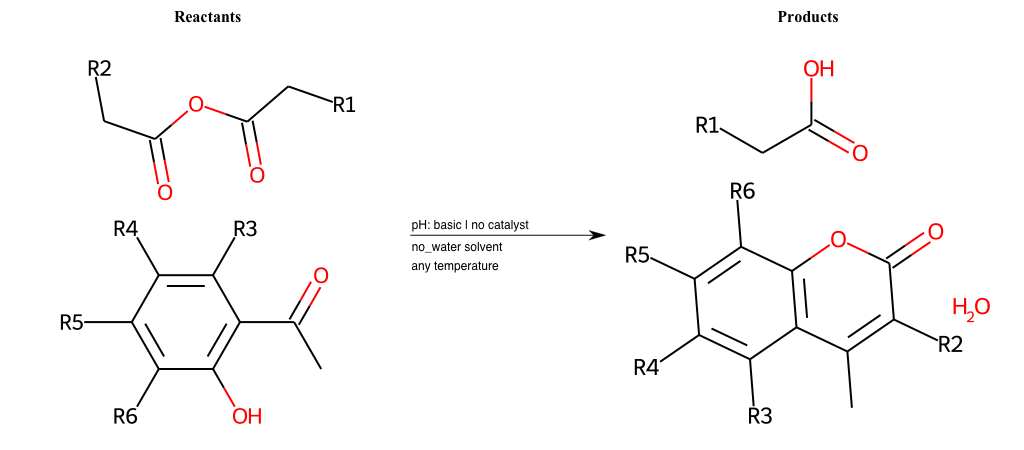 Reactants
Products
R2
O
R1
O
O
OH
R1
O
R4
R3
O
R5
R6
OH
pH: basic | no catalyst
no_water solvent
any temperature
R6
R5
O
O
H2O
R2
R4
R3